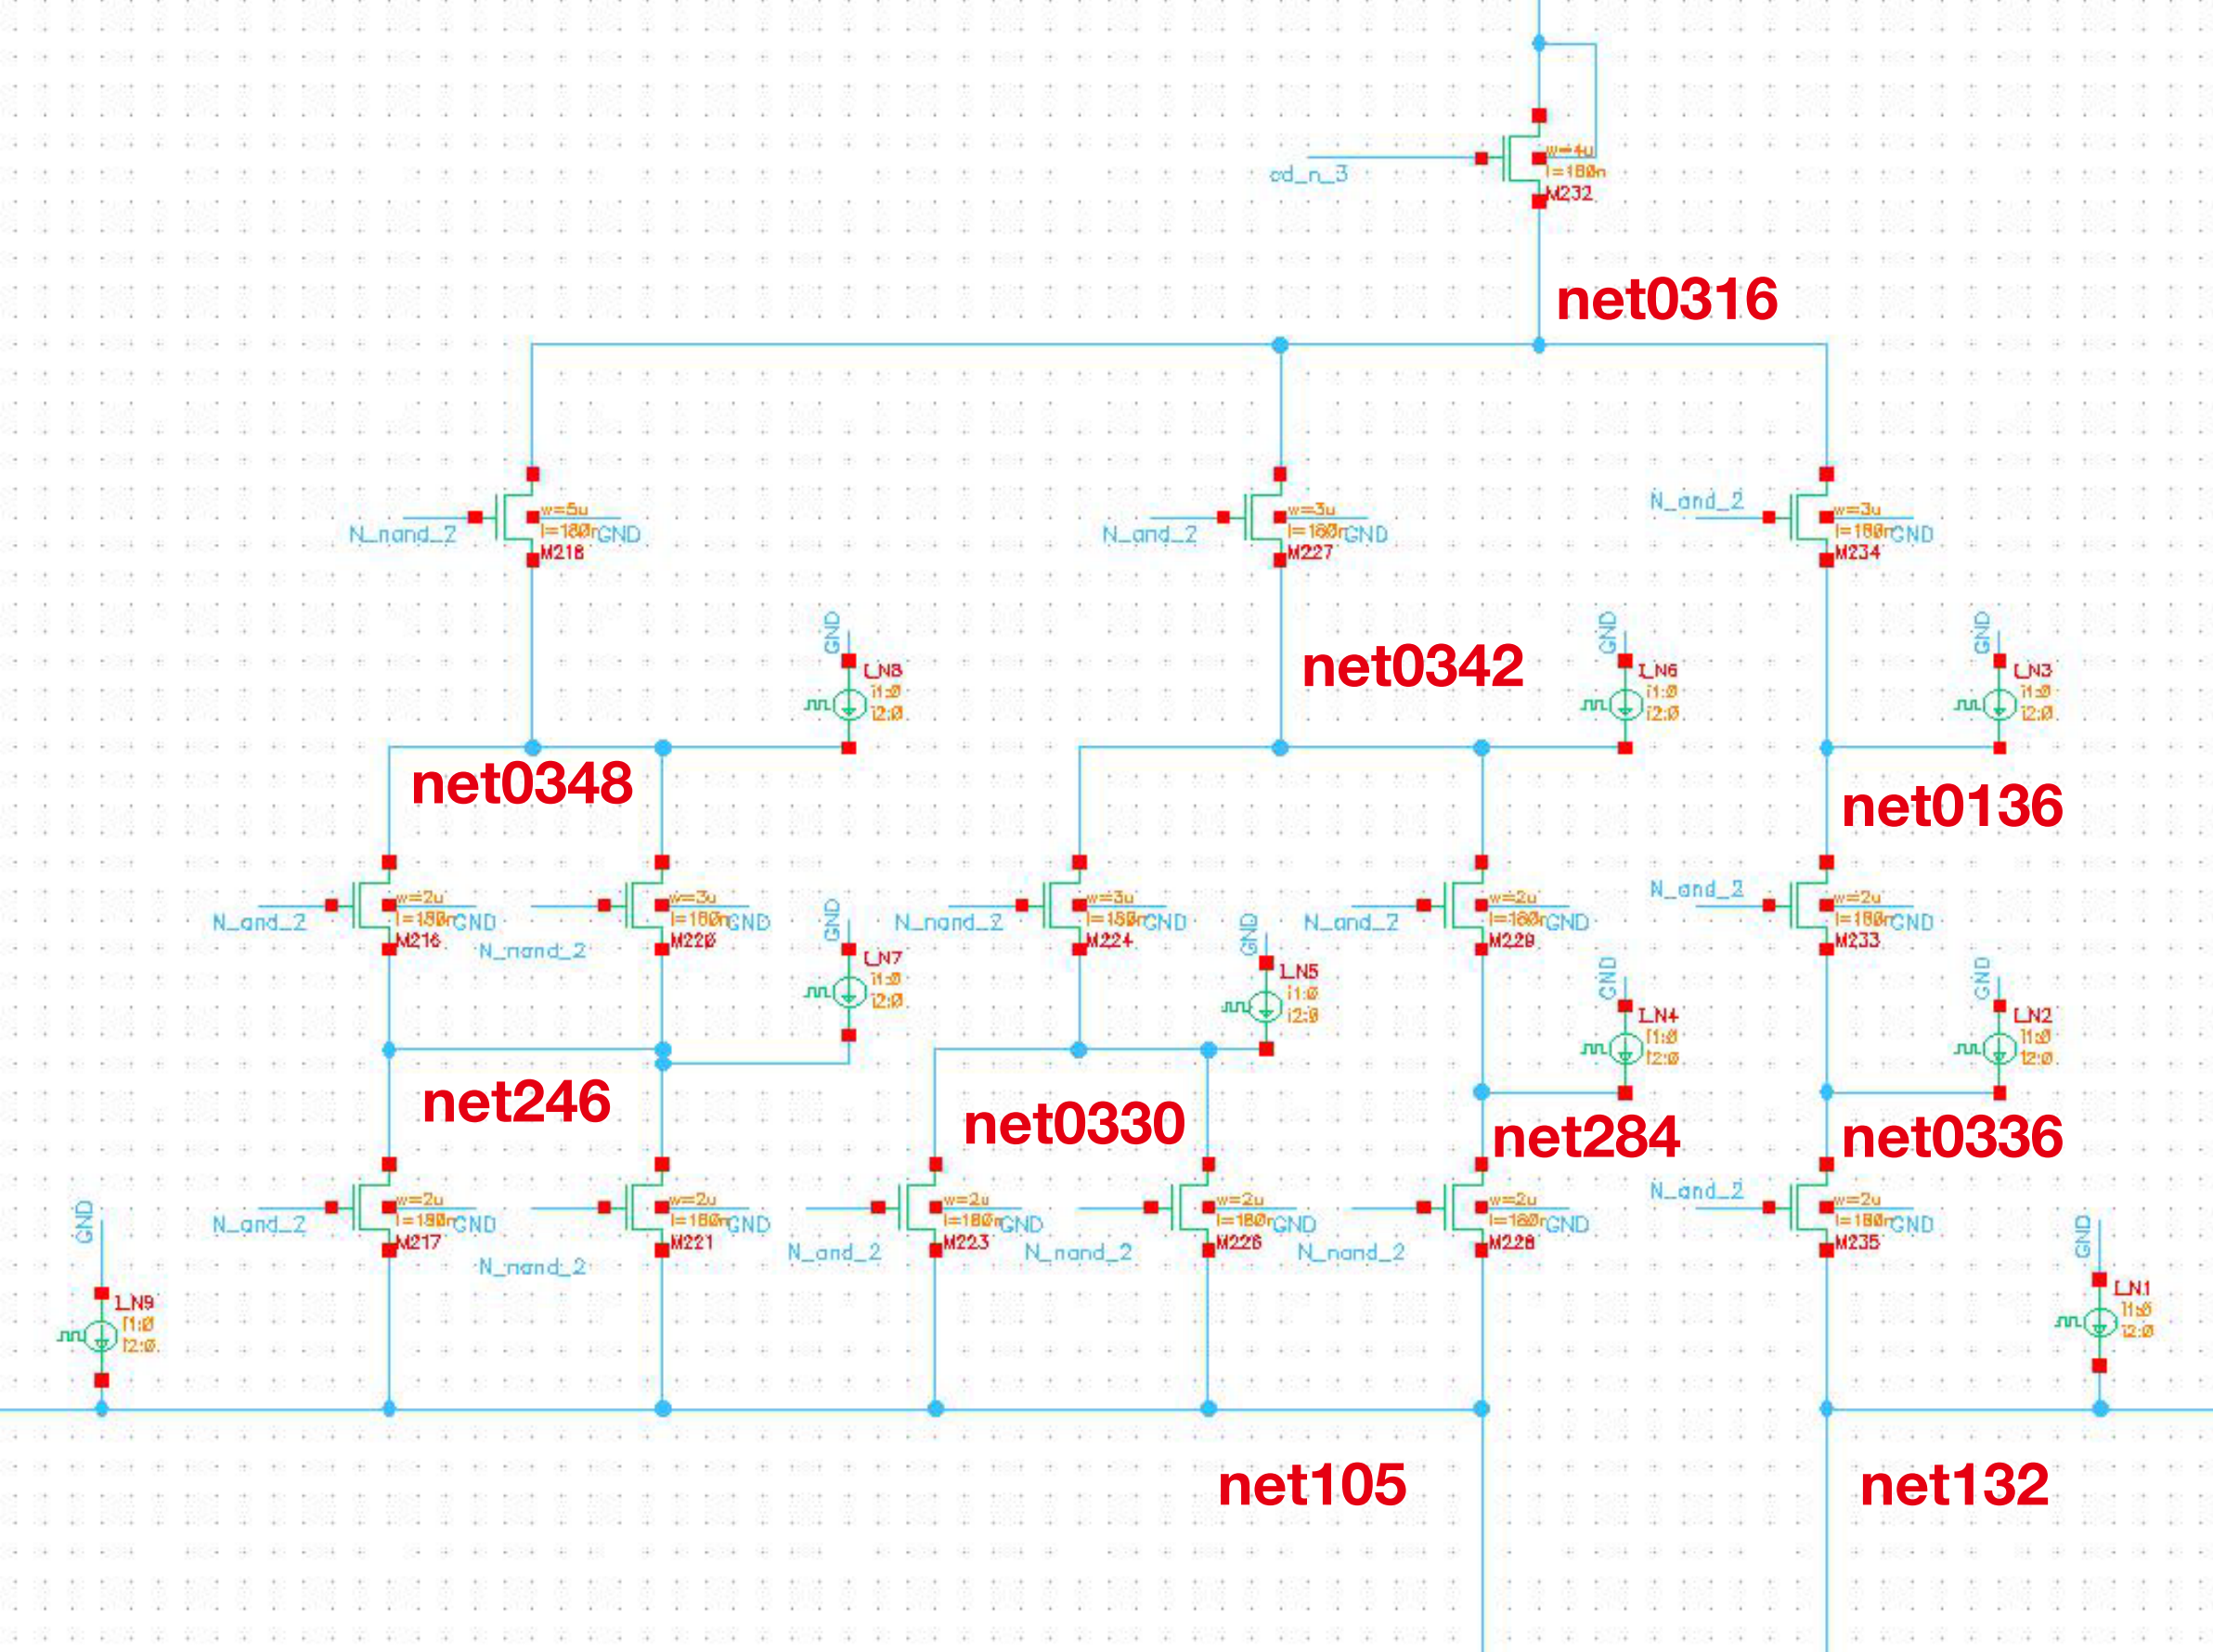 w=4u
l=180n
cd_n_3
M232
net0316
w=5u
N_nand_2
l=180n
GND
M218
w=3u
N_and_2
l=180n
GND
M227
N_and_2
w=3u
l=180n
GND
M234
GND
I_N8
i1:0
i2:0
net0342
GND
I_N6
i1:0
i2:0
GND
I_N3
i1:0
i2:0
net0348
net0136
w=2u
N_and_2
l=180n
GND
M216
w=3u
l=180n
GND
M220
N_nand_2
w=3u
N_nand_2
l=180n
GND
M224
w=2u
N_and_2
l=180n
GND
M229
N_and_2
w=2u
l=180n
GND
M233
GND
I_N7
i1:0
i2:0
GND
I_N5
i1:0
i2:0
GND
I_N4
i1:0
i2:0
GND
I_N2
i1:0
i2:0
net246
net0330
net284
net0336
w=2u
N_and_2
l=180n
GND
M217
w=2u
l=180n
GND
M221
N_nand_2
w=2u
l=180n
GND
M223
N_and_2
w=2u
l=180n
GND
M226
N_nand_2
w=2u
l=180n
GND
M228
N_nand_2
N_and_2
w=2u
l=180n
GND
M235
GND
I_N9
i1:0
i2:0
GND
I_N1
i1:0
i2:0
net105
net132